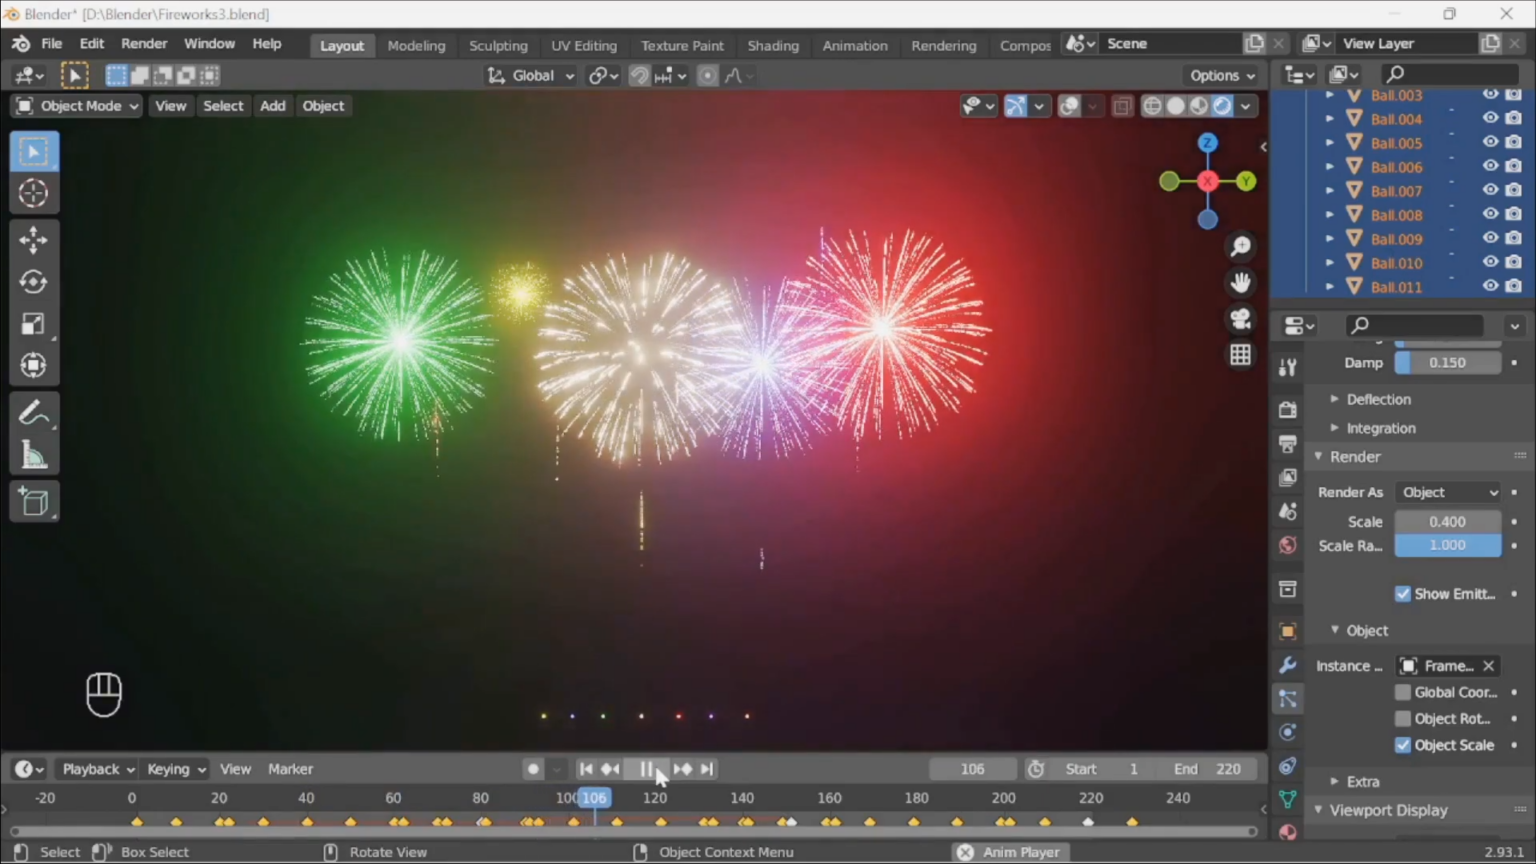 Blender* [D:\Blender\Fireworks3.blend]
File Edit Render Window Help Layout Modeling Sculpting UV Editing Texture Paint Shading Animation Rendering Compos Scene View Layer
Global Options
Object Mode View Select Add Object
Z
X Y
Ball.003
Ball.004
Ball.005
Ball.006
Ball.007
Ball.008
Ball.009
Ball.010
Ball.011
Damp 0.150
Deflection
Integration
Render
Render As Object
Scale 0.400
Scale Ra... 1.000
Show Emitt...
Object
Instance ... Frame...
Global Coor...
Object Rot...
Object Scale
Extra
Viewport Display
Playback Keying View Marker 106 Start 1 End 220
-20 0 20 40 60 80 100 106 120 140 160 180 200 220 240
Select Box Select Rotate View Object Context Menu Anim Player 2.93.1